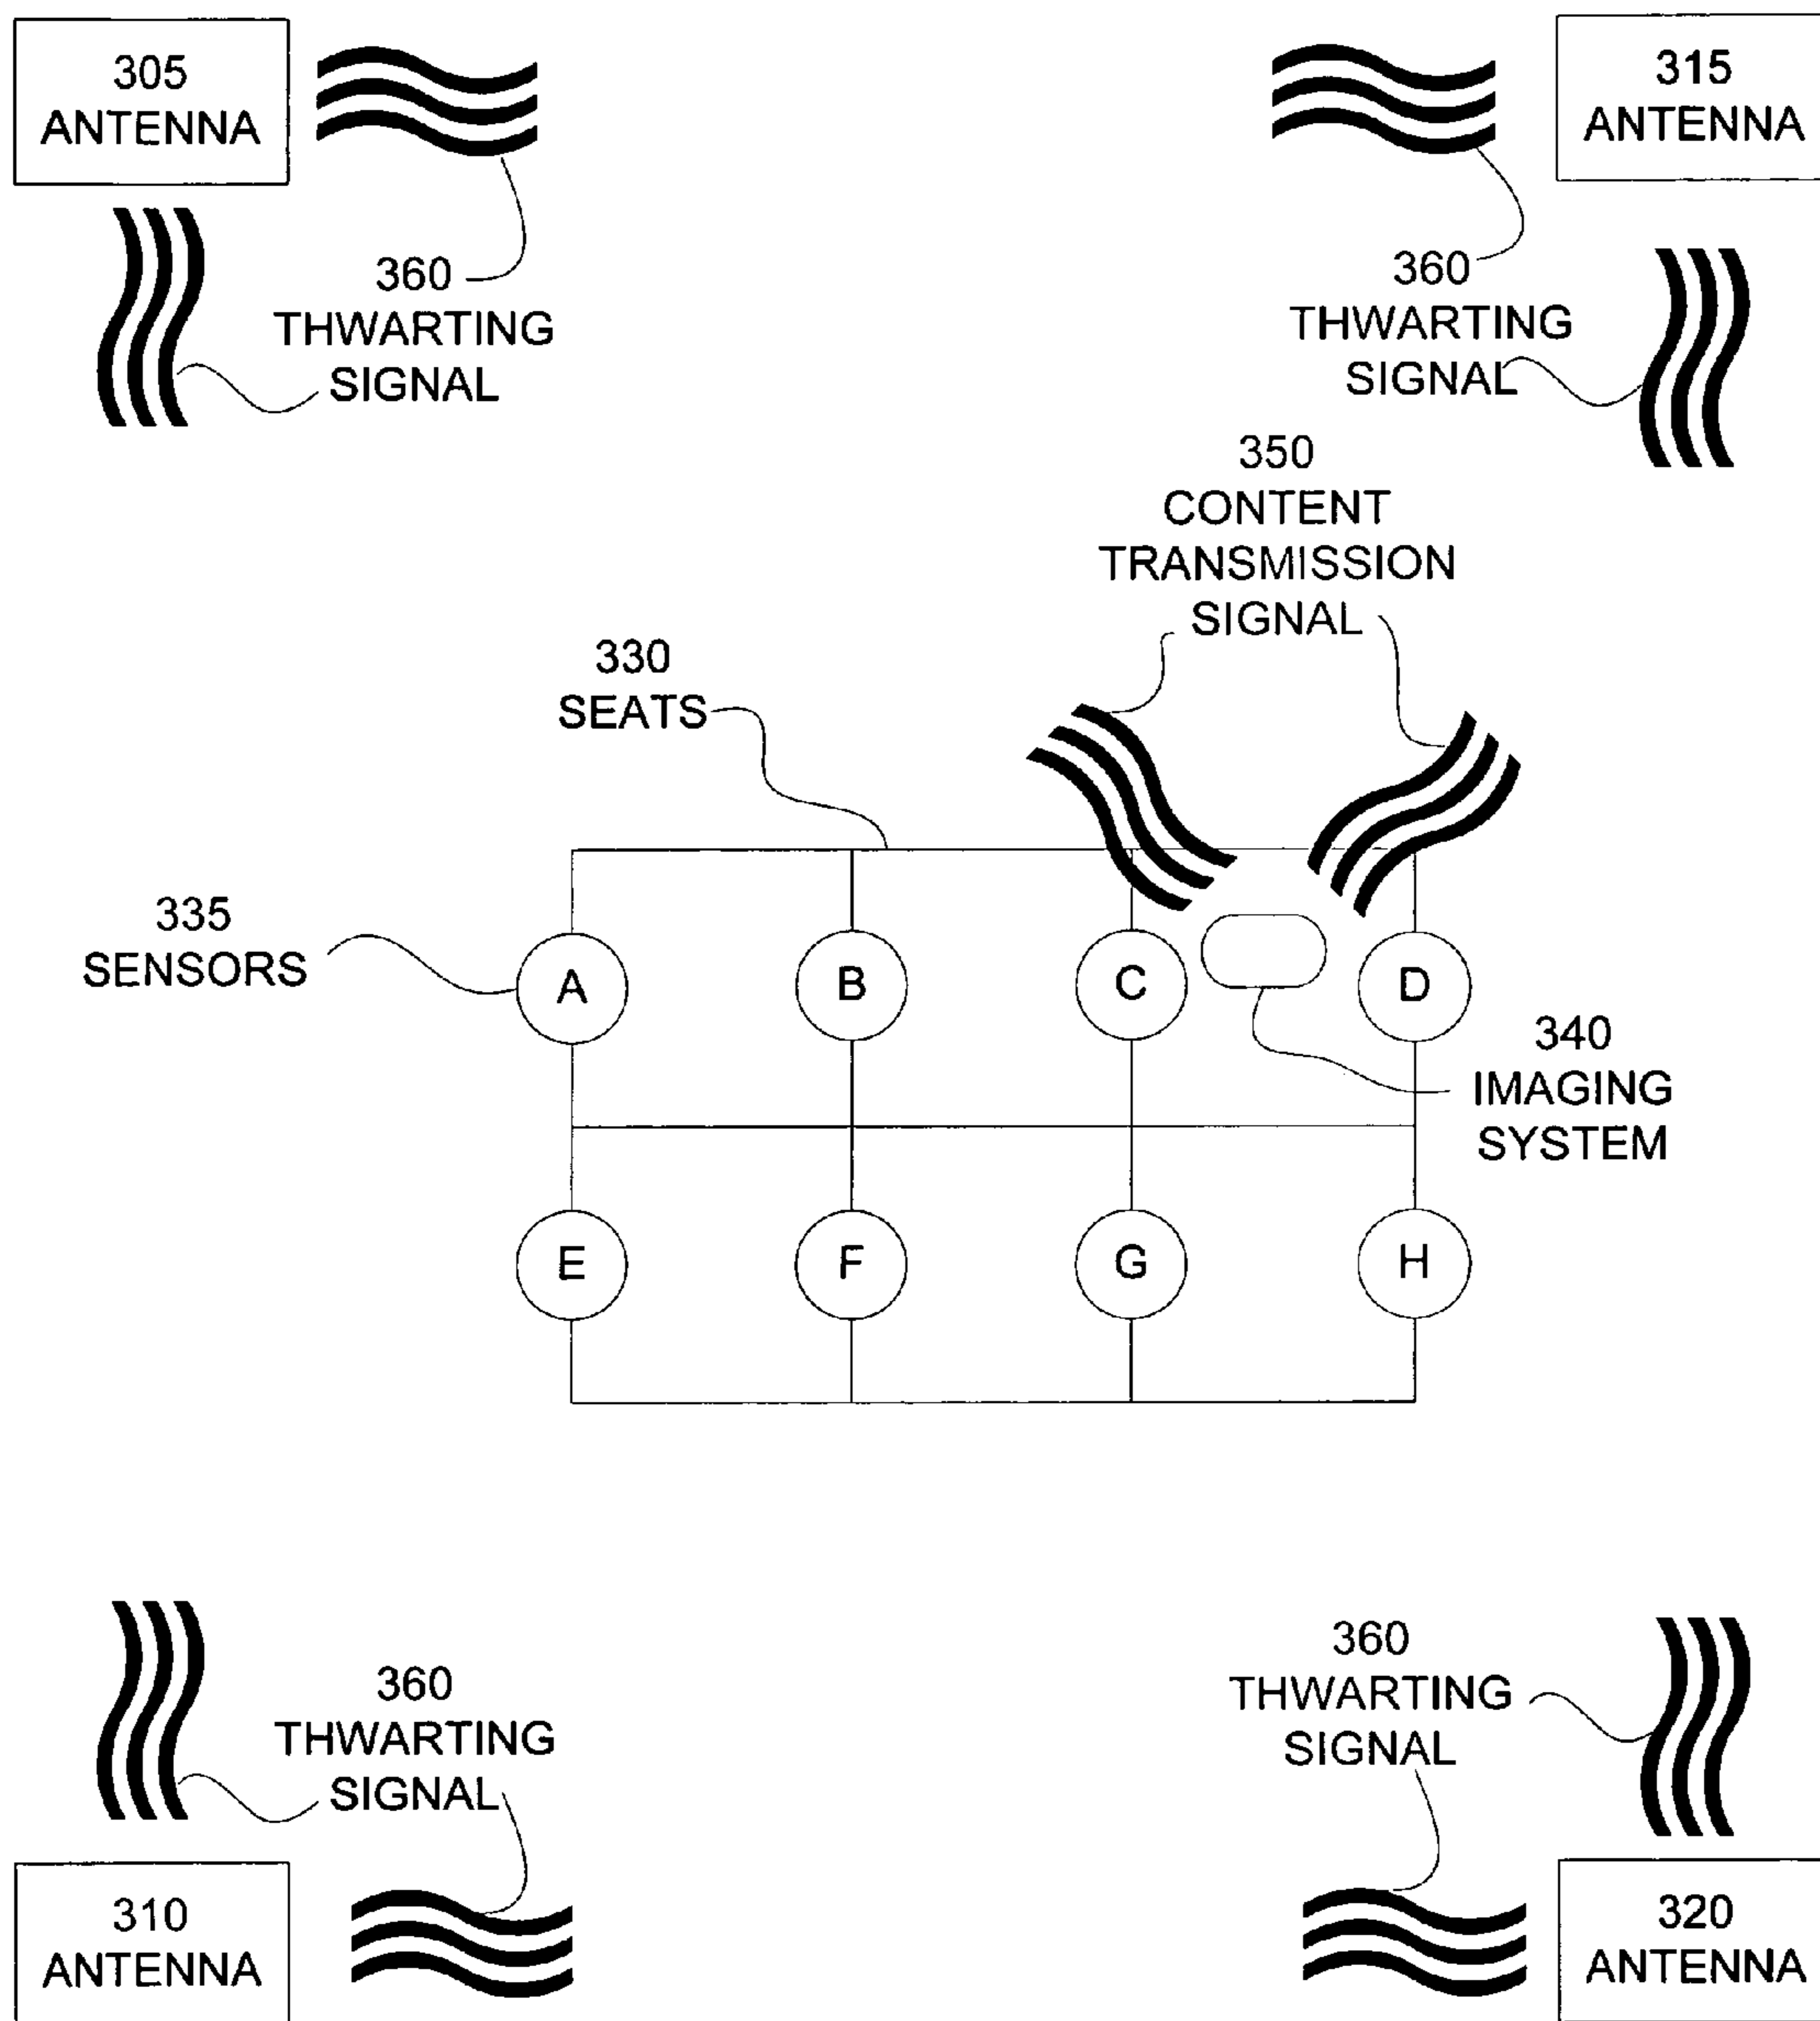 305
ANTENNA
315
ANTENNA
360
THWARTING
SIGNAL
360
THWARTING
SIGNAL
350
CONTENT
TRANSMISSION
SIGNAL
330
SEATS
335
SENSORS
A
B
C
D
340
IMAGING
SYSTEM
E
F
G
H
360
THWARTING
SIGNAL
360
THWARTING
SIGNAL
310
ANTENNA
320
ANTENNA